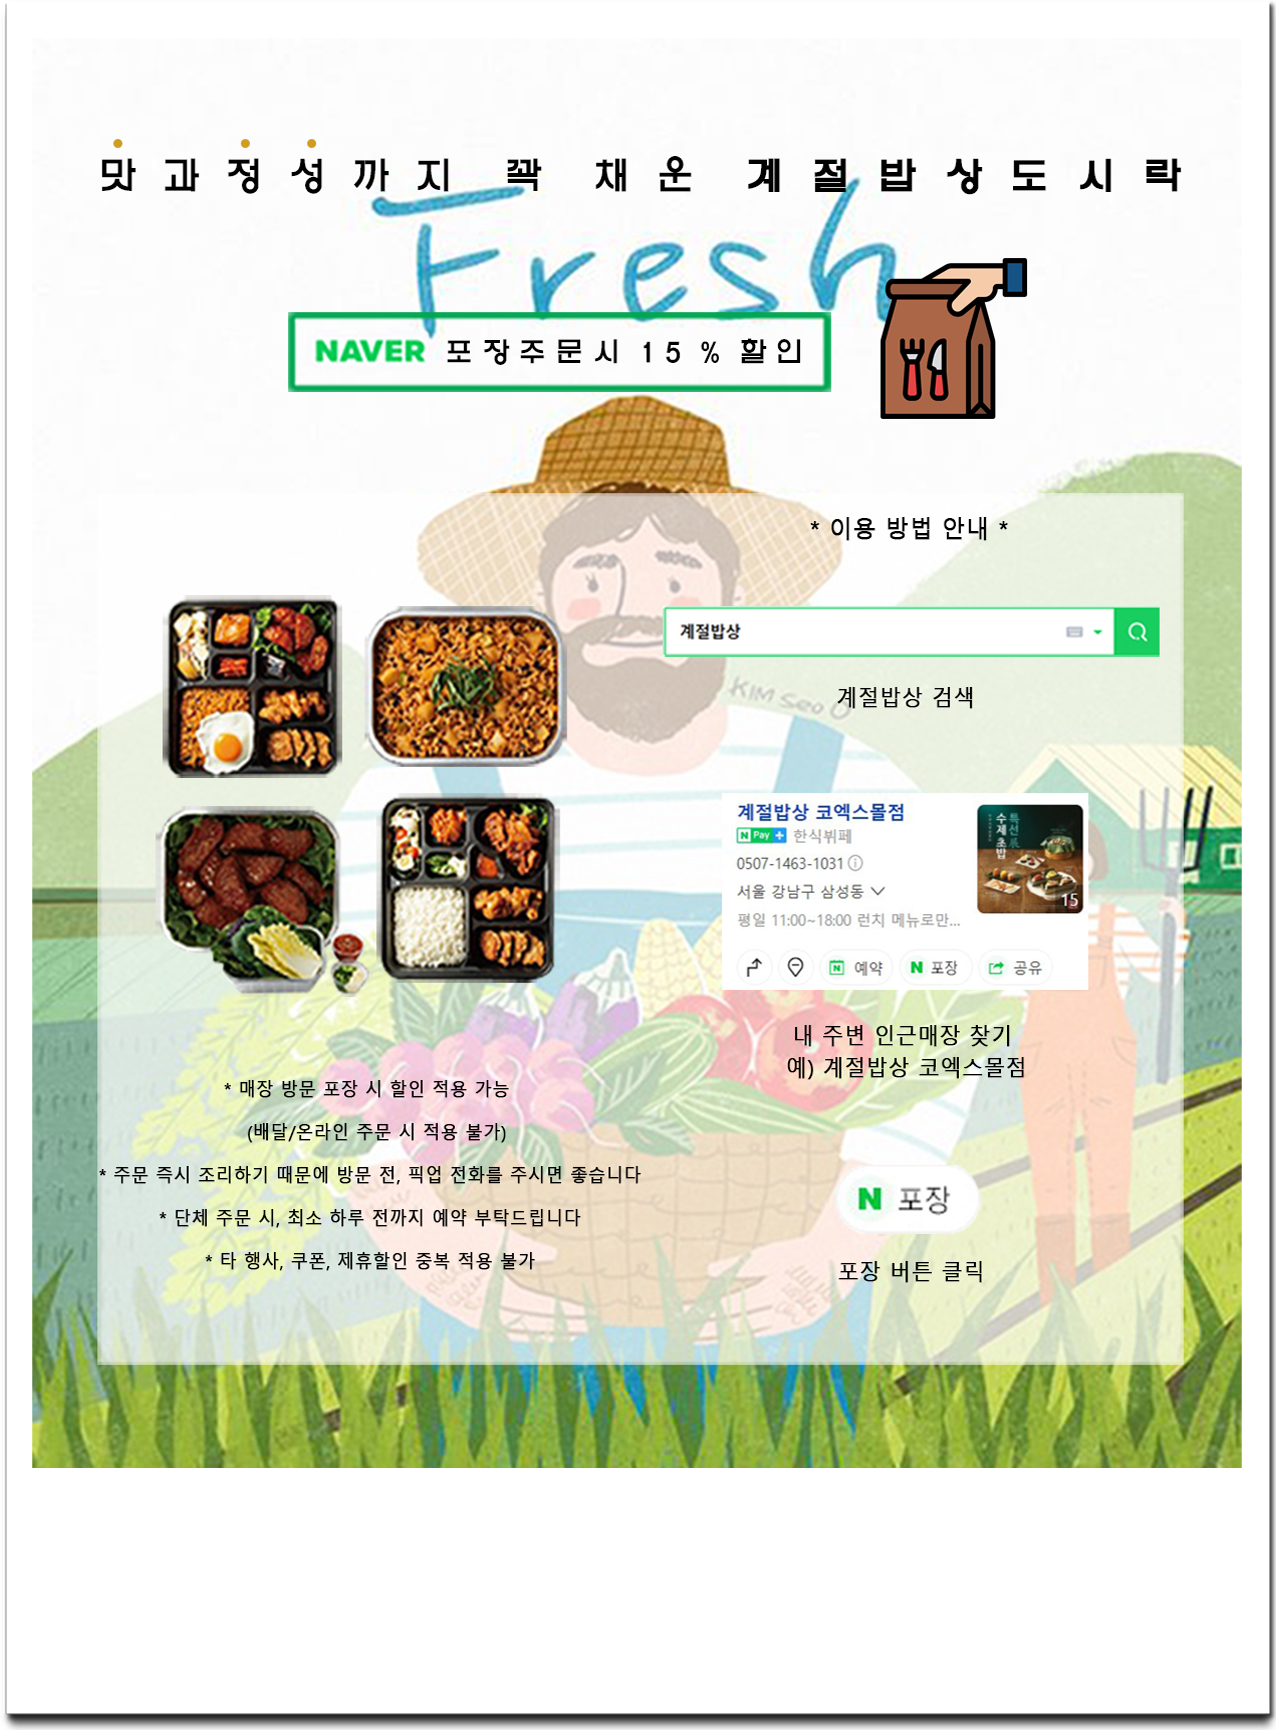 맛과정성까지 꽉 채운 계절밥상도시락
Fresh
NAVER 포장주문시 15% 할인
* 이용 방법 안내 *
계절밥상
KIM Seo O
계절밥상 검색
계절밥상 코엑스몰점
N Pay + 한식뷔페
0507-1463-1031
서울 강남구 삼성동
평일 11:00~18:00 런치 메뉴로만...
특선展
수제초밥
15
N 예약
N 포장
공유
내 주변 인근매장 찾기
예) 계절밥상 코엑스몰점
N 포장
포장 버튼 클릭
* 매장 방문 포장 시 할인 적용 가능
(배달/온라인 주문 시 적용 불가)
* 주문 즉시 조리하기 때문에 방문 전, 픽업 전화를 주시면 좋습니다
* 단체 주문 시, 최소 하루 전까지 예약 부탁드립니다
* 타 행사, 쿠폰, 제휴할인 중복 적용 불가